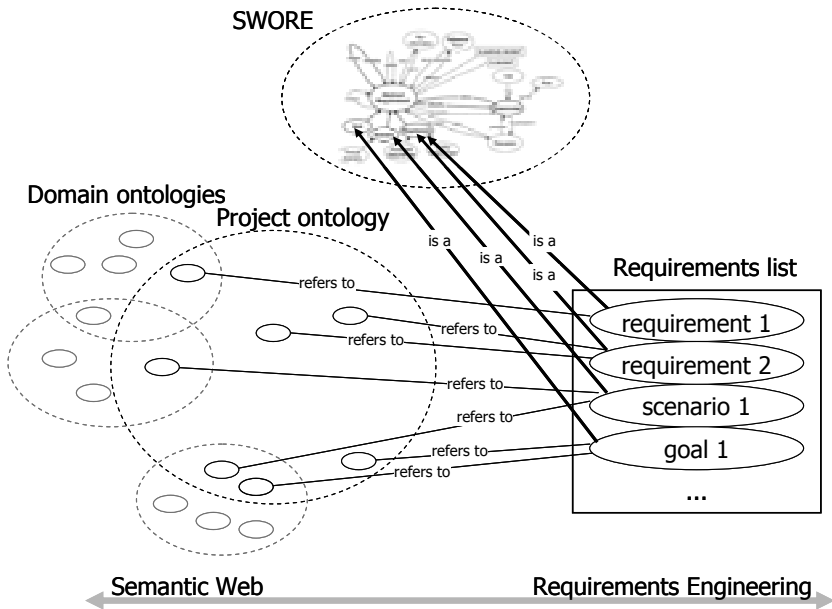 SWORE
Domain ontologies
Project ontology
is a
is a
is a
is a
Requirements list
refers to
requirement 1
refers to
refers to
requirement 2
refers to
scenario 1
refers to
refers to
goal 1
refers to
...
Semantic Web
Requirements Engineering